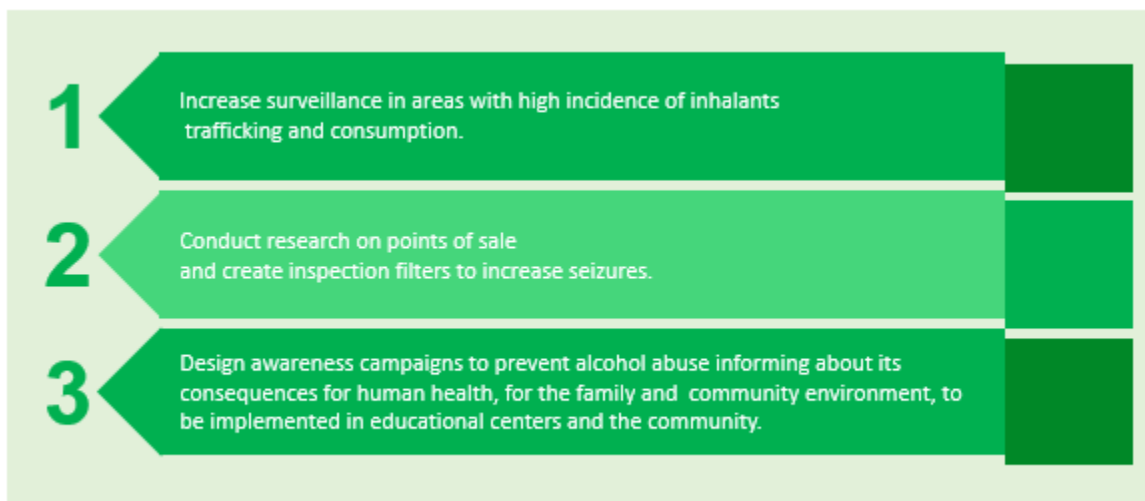 1
Increase surveillance in areas with high incidence of inhalants
trafficking and consumption.
2
Conduct research on points of sale
and create inspection filters to increase seizures.
3
Design awareness campaigns to prevent alcohol abuse informing about its
consequences for human health, for the family and community environment, to
be implemented in educational centers and the community.